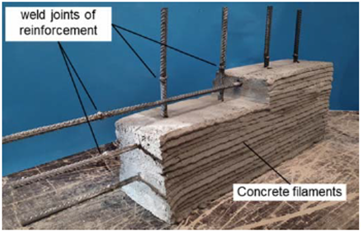 weld joints of
reinforcement
Concrete filaments